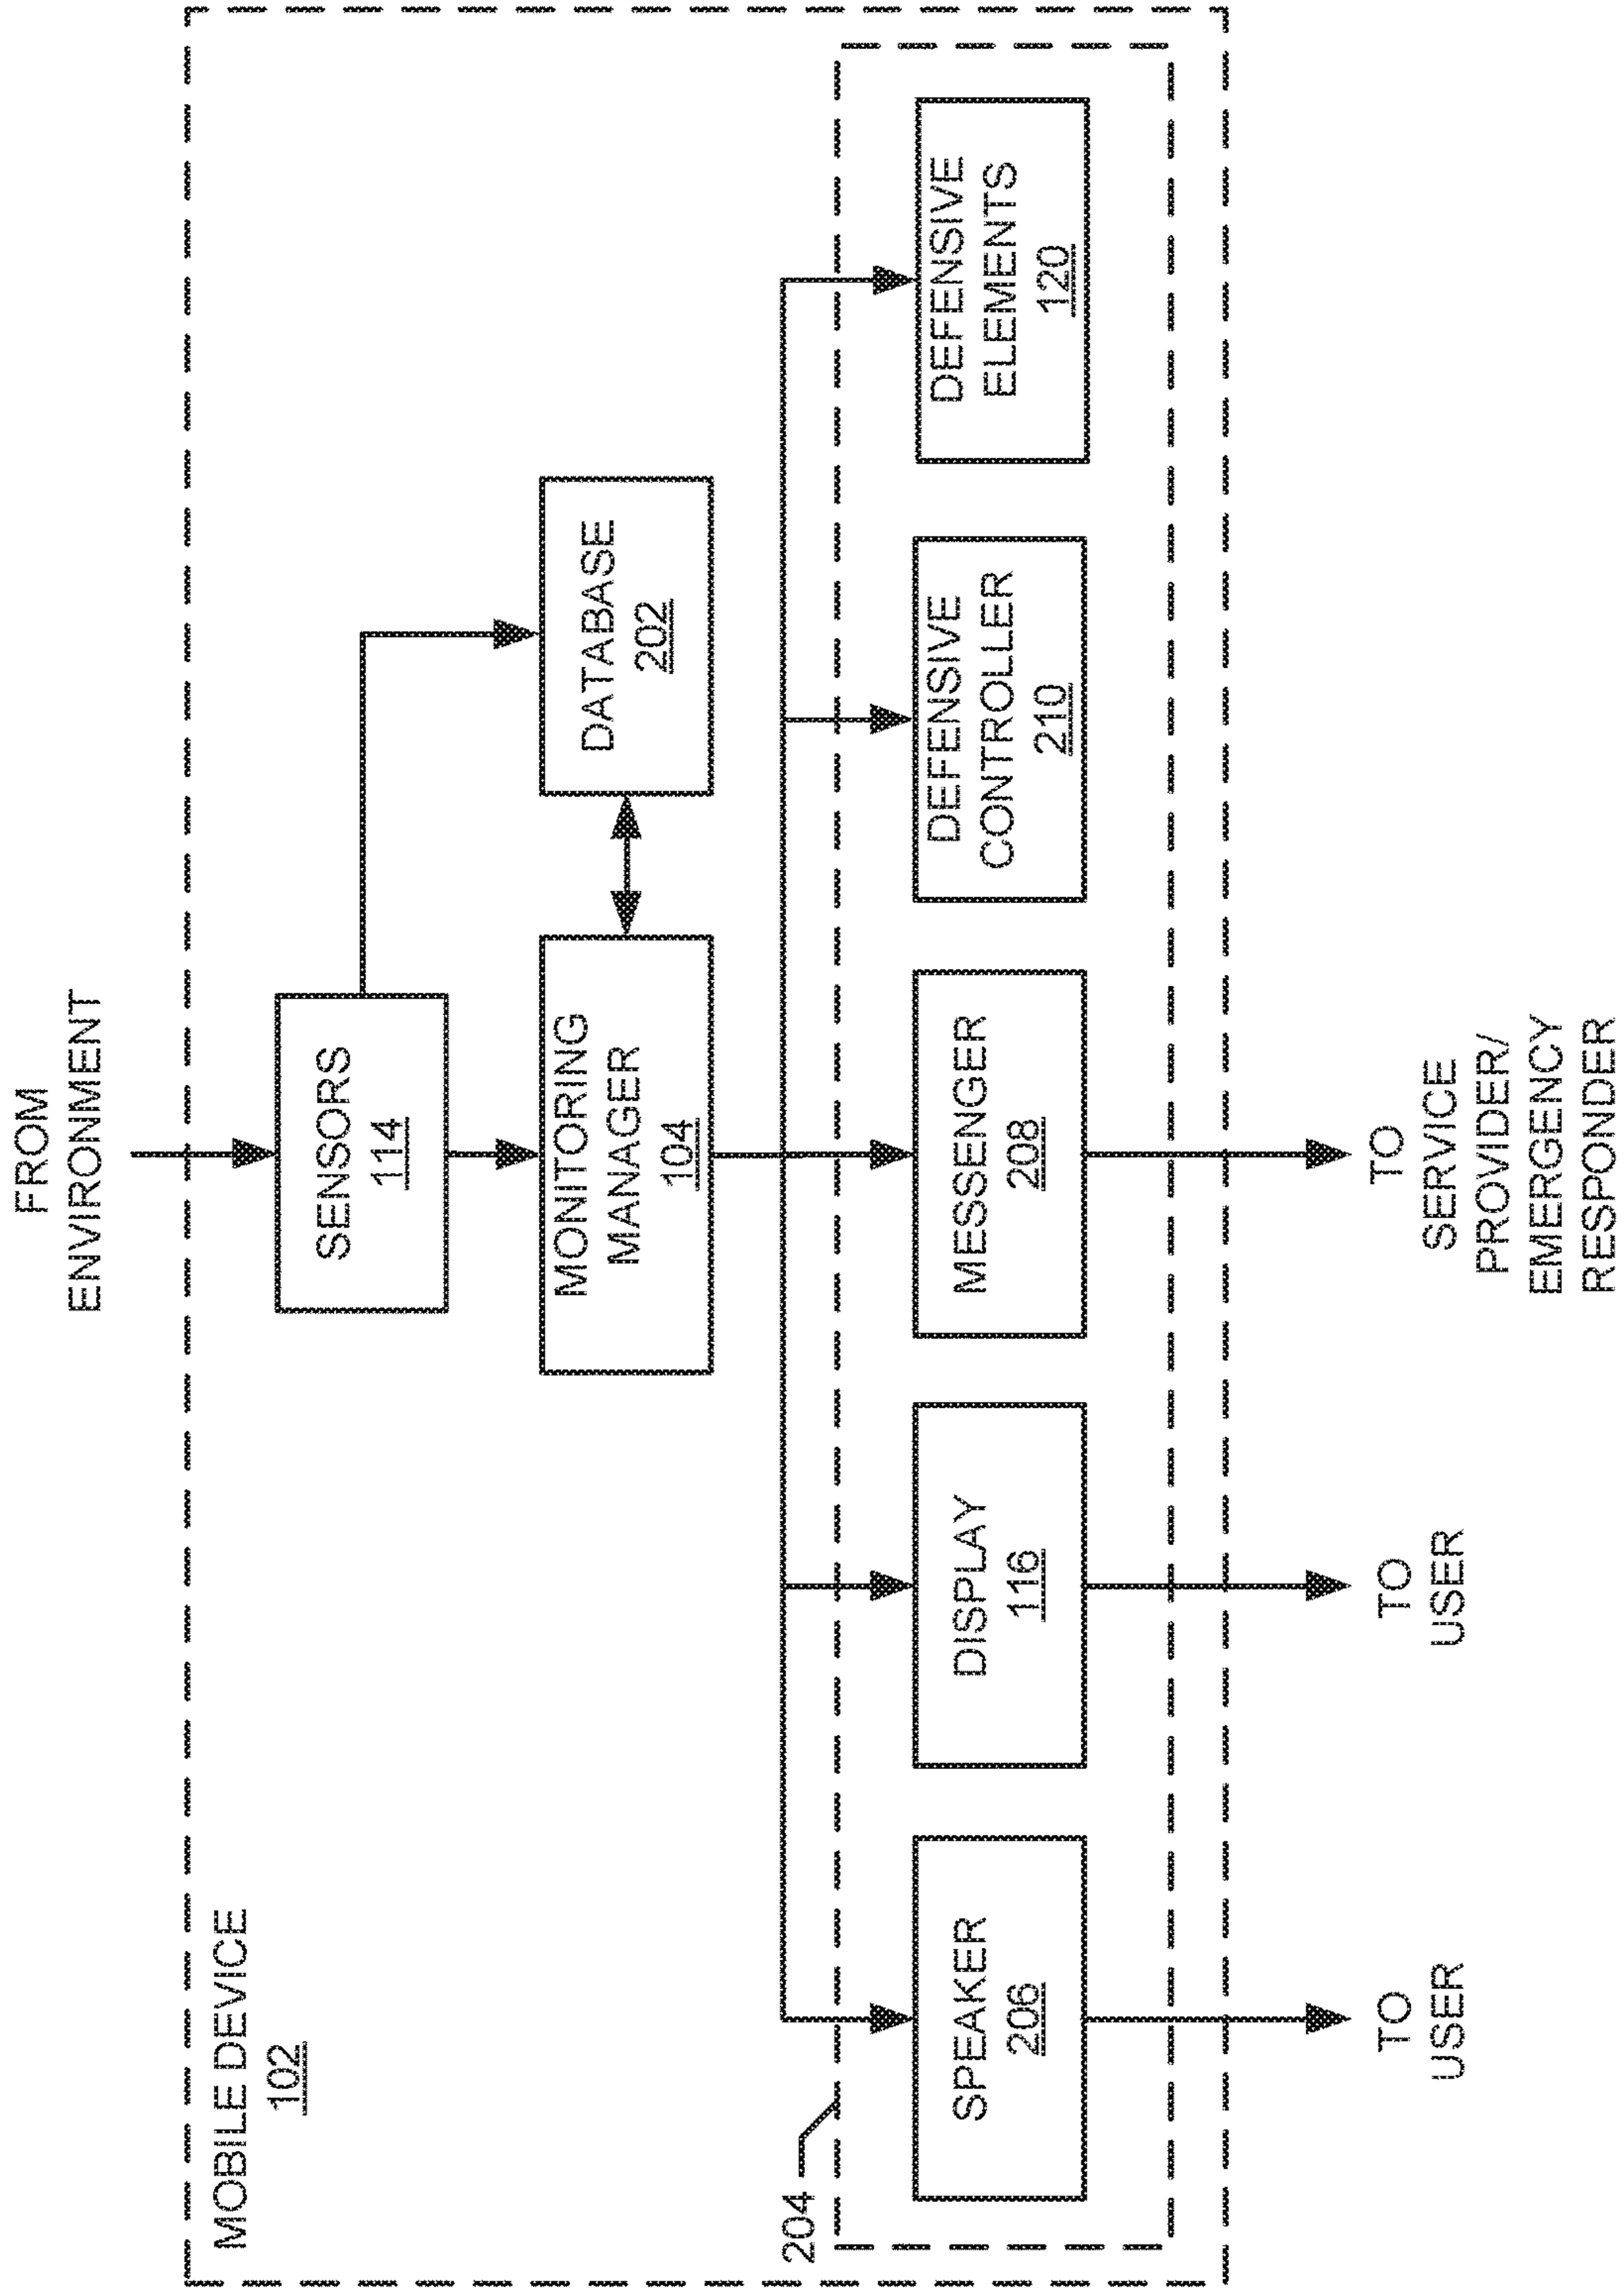 FROM
ENVIRONMENT
MOBILE DEVICE
102
SENSORS
114
MONITORING
MANAGER
104
DATABASE
202
204
SPEAKER
206
DISPLAY
116
MESSENGER
208
DEFENSIVE
CONTROLLER
210
DEFENSIVE
ELEMENTS
120
TO
USER
TO
USER
TO
SERVICE
PROVIDER/
EMERGENCY
RESPONDER